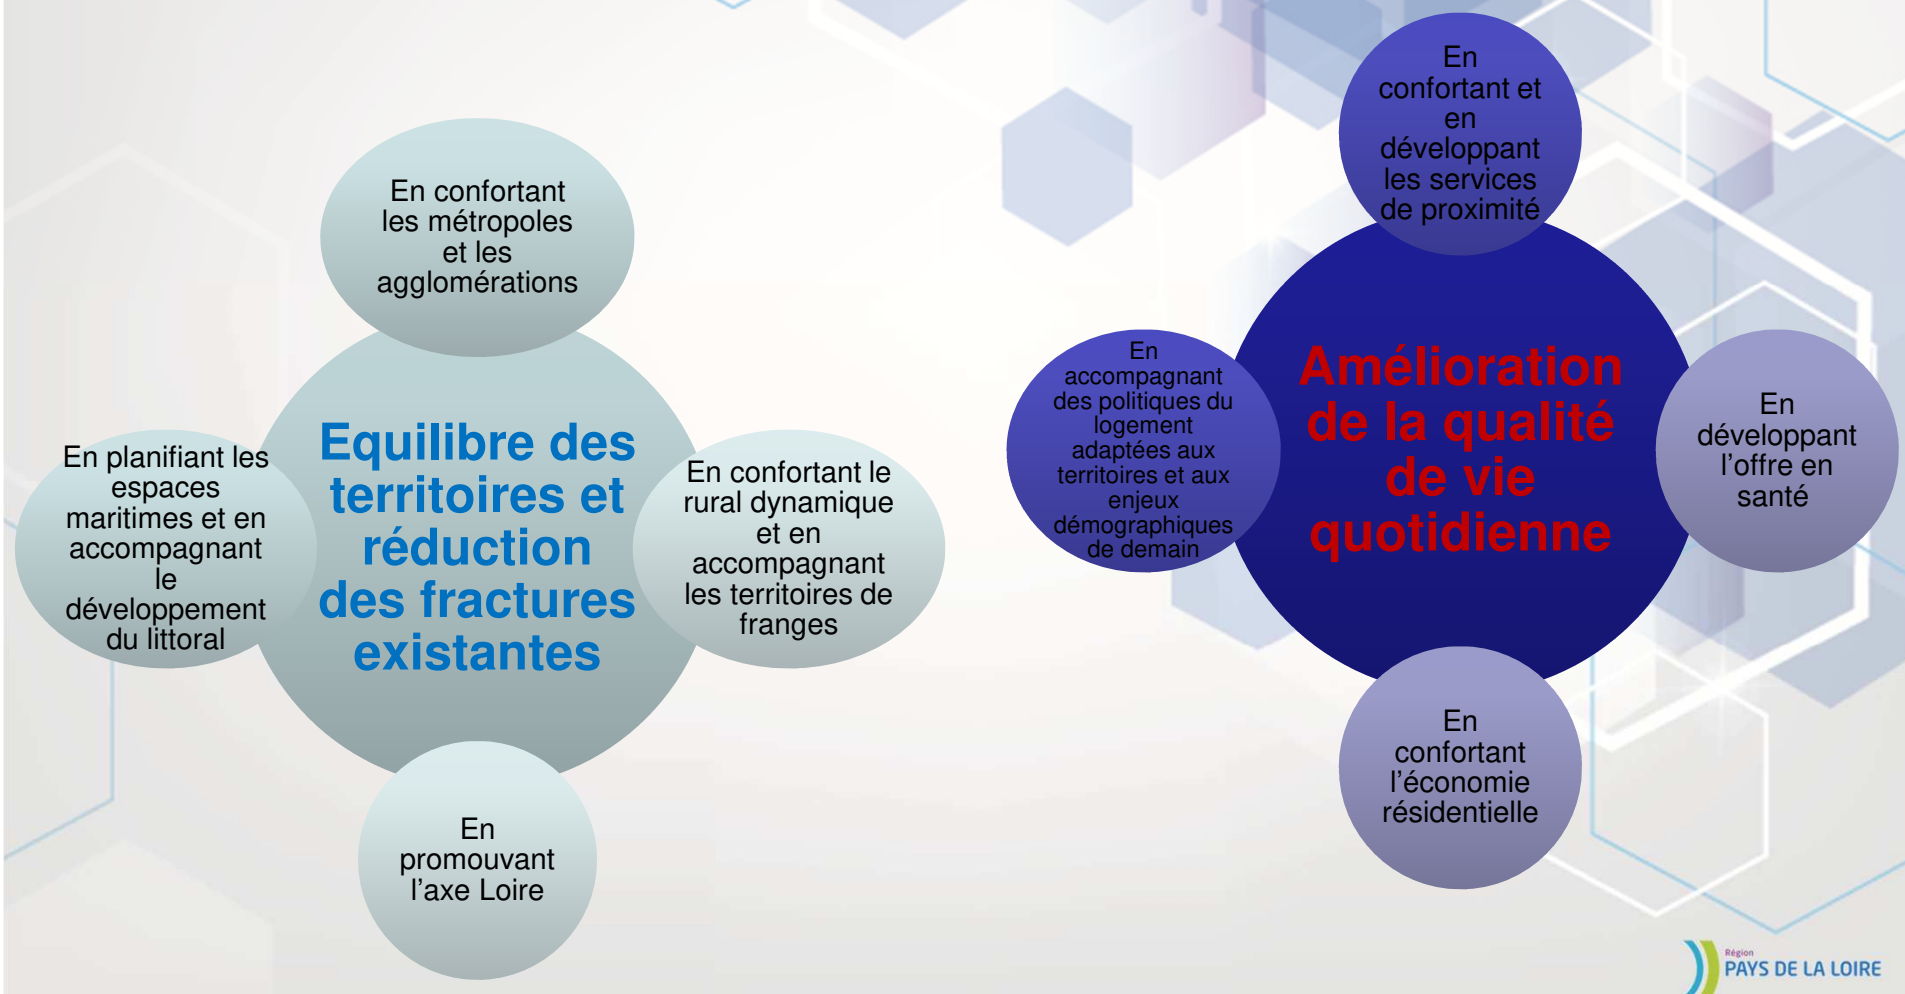 En confortant
les métropoles
et les
agglomérations
Equilibre des
territoires et
réduction
des fractures
existantes
En planifiant les
espaces
maritimes et en
accompagnant
le
développement
du littoral
En confortant le
rural dynamique
et en
accompagnant
les territoires de
franges
En
promouvant
l'axe Loire
En
confortant et
en
développant
les services
de proximité
Amélioration
de la qualité
de vie
quotidienne
En
accompagnant
des politiques du
logement
adaptées aux
territoires et aux
enjeux
démographiques
de demain
En
développant
l'offre en
santé
En
confortant
l'économie
résidentielle
Région
PAYS DE LA LOIRE